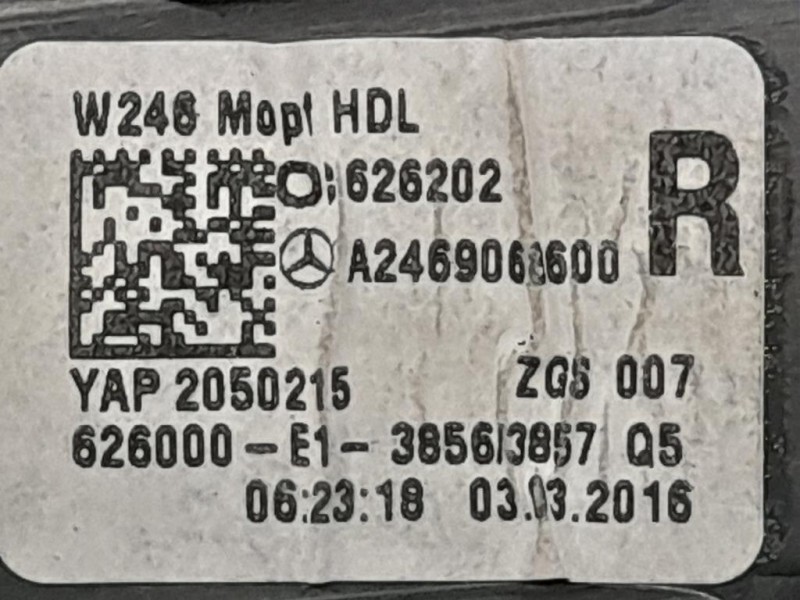 W246 Mopf HDL
626202
R
YAP 2050215
ZGS 007
626000-E1-3856/3857 Q5
06:23:18 03.03.2016